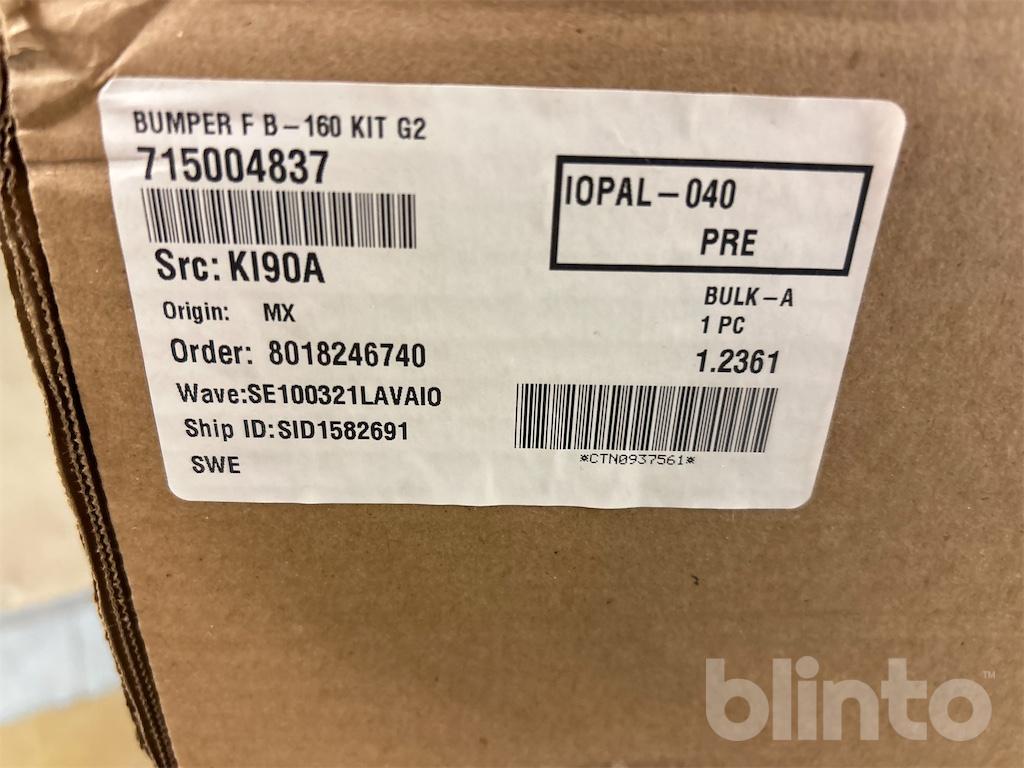 BUMPER F B-160 KIT G2
715004837
Src: KI90A
Origin: MX
Order: 8018246740
Wave:SE100321LAVAIO
Ship ID:SID1582691
SWE
IOPAL-040
PRE
BULK-A
1 PC
1.2361
*CTN0937561*
blinto™